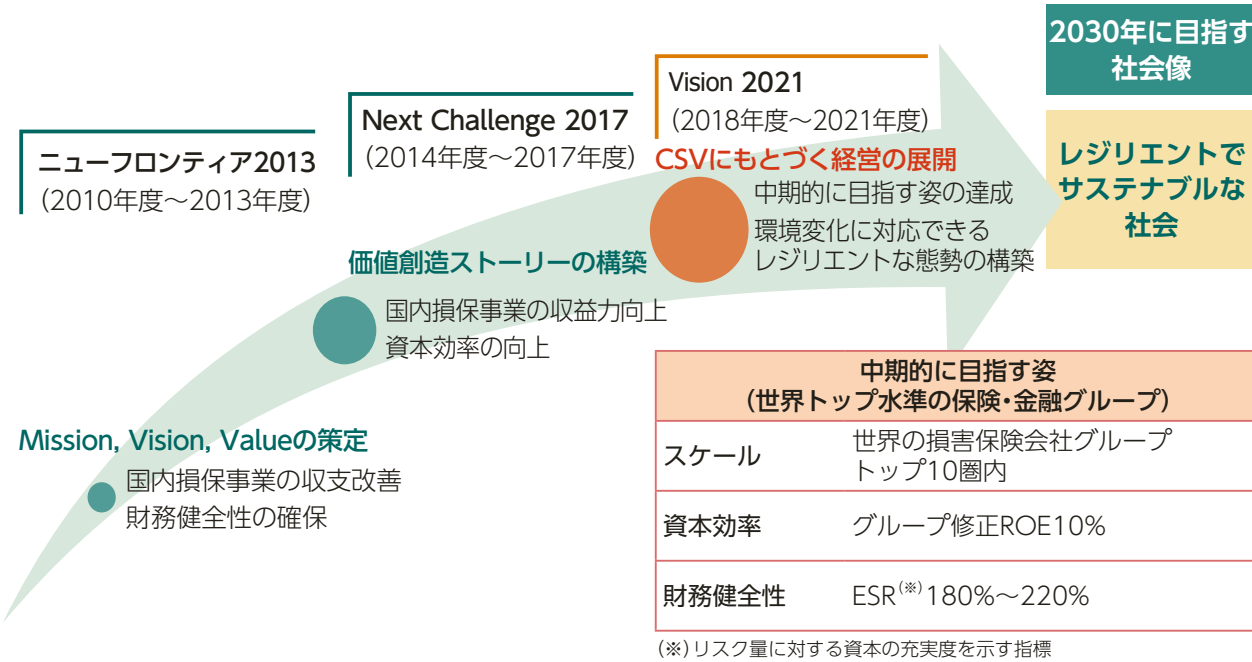 2030年に目指す
社会像
レジリエントで
サステナブルな
社会
Vision 2021
（2018年度～2021年度）
CSVにもとづく経営の展開
中期的に目指す姿の達成
環境変化に対応できる
レジリエントな態勢の構築
Next Challenge 2017
（2014年度～2017年度）
価値創造ストーリーの構築
国内損保事業の収益力向上
資本効率の向上
ニューフロンティア2013
（2010年度～2013年度）
Mission, Vision, Valueの策定
国内損保事業の収支改善
財務健全性の確保
中期的に目指す姿
（世界トップ水準の保険・金融グループ）
スケール 世界の損害保険会社グループ
トップ10圏内
資本効率 グループ修正ROE10%
財務健全性 ESR(※)180%～220%
(※)リスク量に対する資本の充実度を示す指標